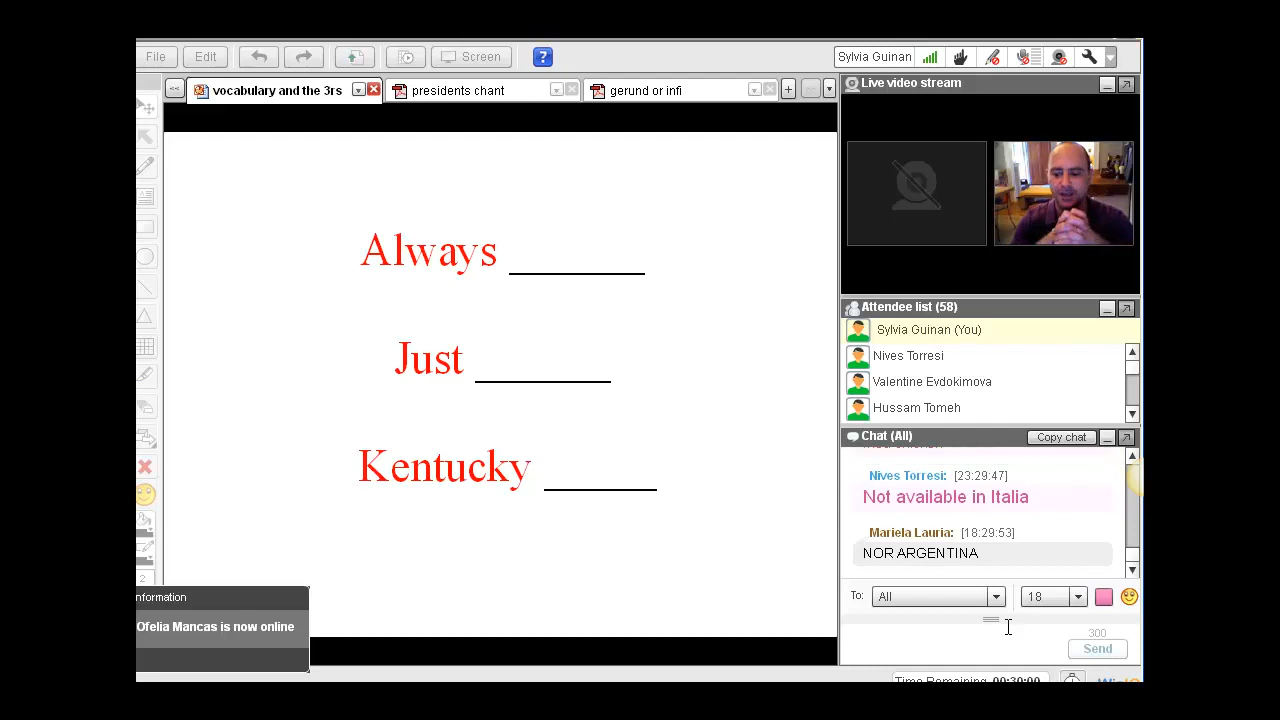 File Edit Screen ? Sylvia Guinan
<< vocabulary and the 3rs presidents chant gerund or infi +
Live video stream
Always ________
Just ________
Kentucky ________
Attendee list (58)
Sylvia Guinan (You)
Nives Torresi
Valentine Evdokimova
Hussam Tomeh
Chat (All) Copy chat
Nives Torresi: [23:29:47]
Not available in Italia
Mariela Lauria: [18:29:53]
NOR ARGENTINA
To: All 18
300
Send
2
nformation
Ofelia Mancas is now online
Time Remaining 00:30:00